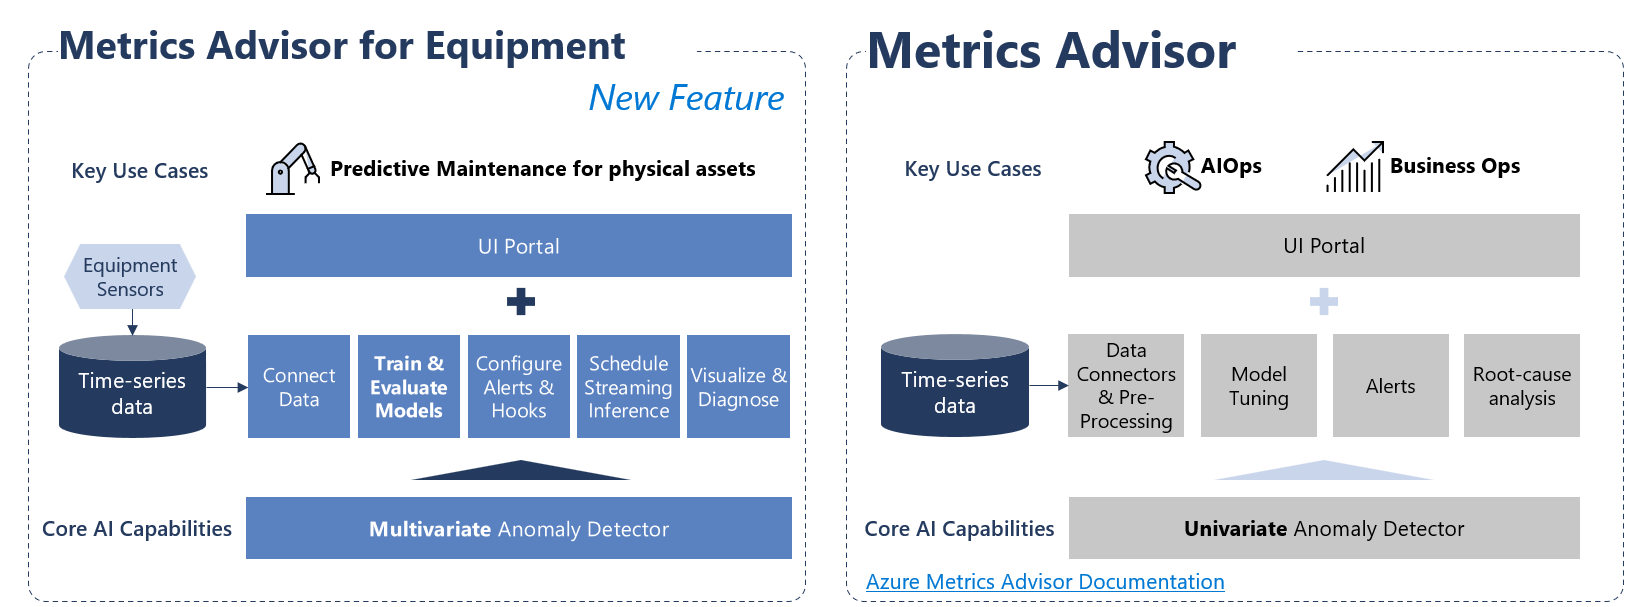 Metrics Advisor for Equipment
New Feature
Key Use Cases
Predictive Maintenance for physical assets
UI Portal
Equipment
Sensors
Time-series
data
Connect
Data
Train &
Evaluate
Models
Configure
Alerts &
Hooks
Schedule
Streaming
Inference
Visualize &
Diagnose
Core AI Capabilities
Multivariate Anomaly Detector
Metrics Advisor
Key Use Cases
AIOps
Business Ops
UI Portal
Time-series
data
Data
Connectors
& Pre-
Processing
Model
Tuning
Alerts
Root-cause
analysis
Core AI Capabilities
Univariate Anomaly Detector
Azure Metrics Advisor Documentation